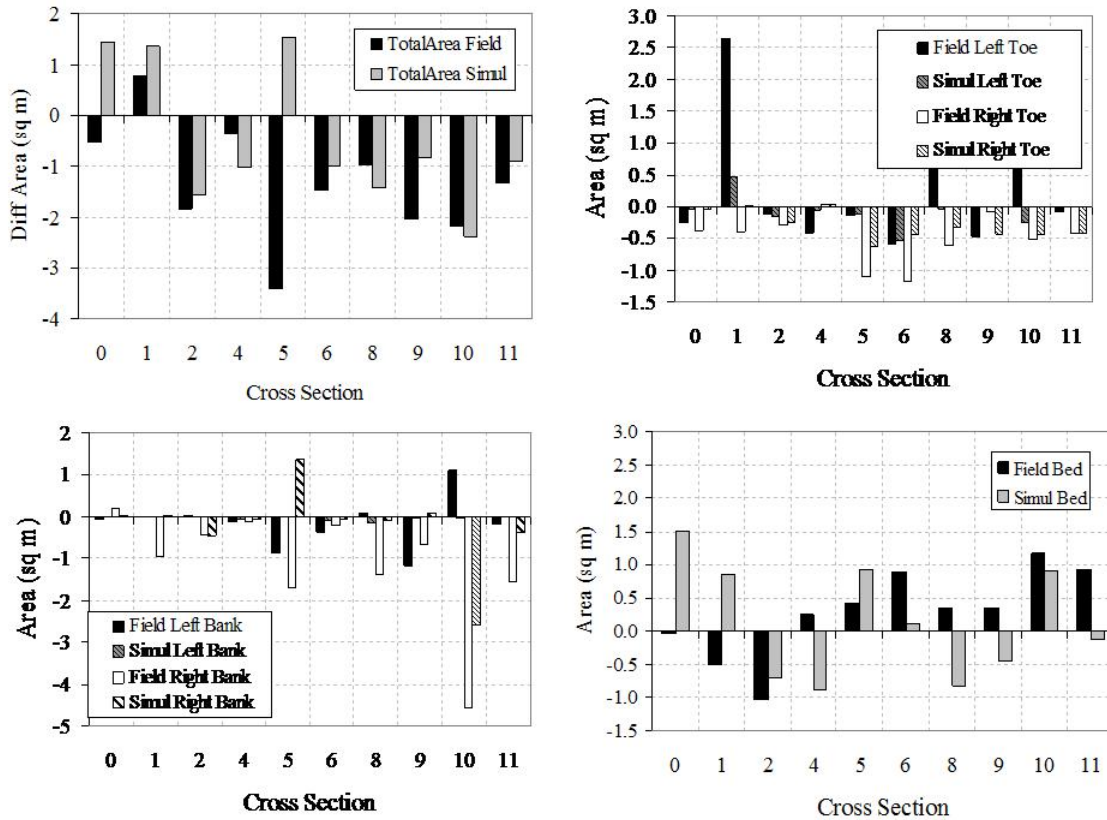 2
1
0
-1
-2
-3
-4
Diff Area (sq m)
TotalArea Field
TotalArea Simul
0 1 2 4 5 6 8 9 10 11
Cross Section
3.0
2.5
2.0
1.5
1.0
0.5
0.0
-0.5
-1.0
-1.5
Area (sq m)
Field Left Toe
Simul Left Toe
Field Right Toe
Simul Right Toe
0 1 2 4 5 6 8 9 10 11
Cross Section
2
1
0
-1
-2
-3
-4
-5
Area (sq m)
Field Left Bank
Simul Left Bank
Field Right Bank
Simul Right Bank
0 1 2 4 5 6 8 9 10 11
Cross Section
3.0
2.5
2.0
1.5
1.0
0.5
0.0
-0.5
-1.0
-1.5
Area (sq m)
Field Bed
Simul Bed
0 1 2 4 5 6 8 9 10 11
Cross Section